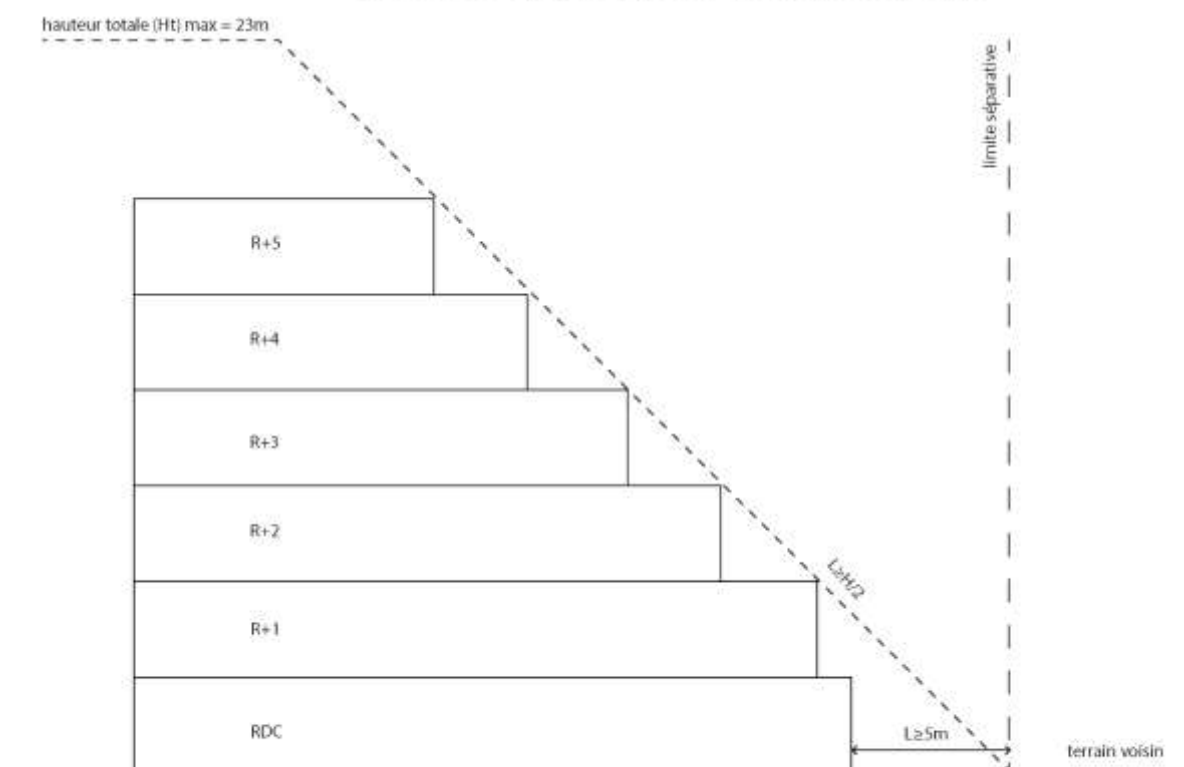 hauteur totale (Ht) max = 23m
limite séparative
R+5
R+4
R+3
R+2
L≥H/2
R+1
RDC
L≥5m
terrain voisin